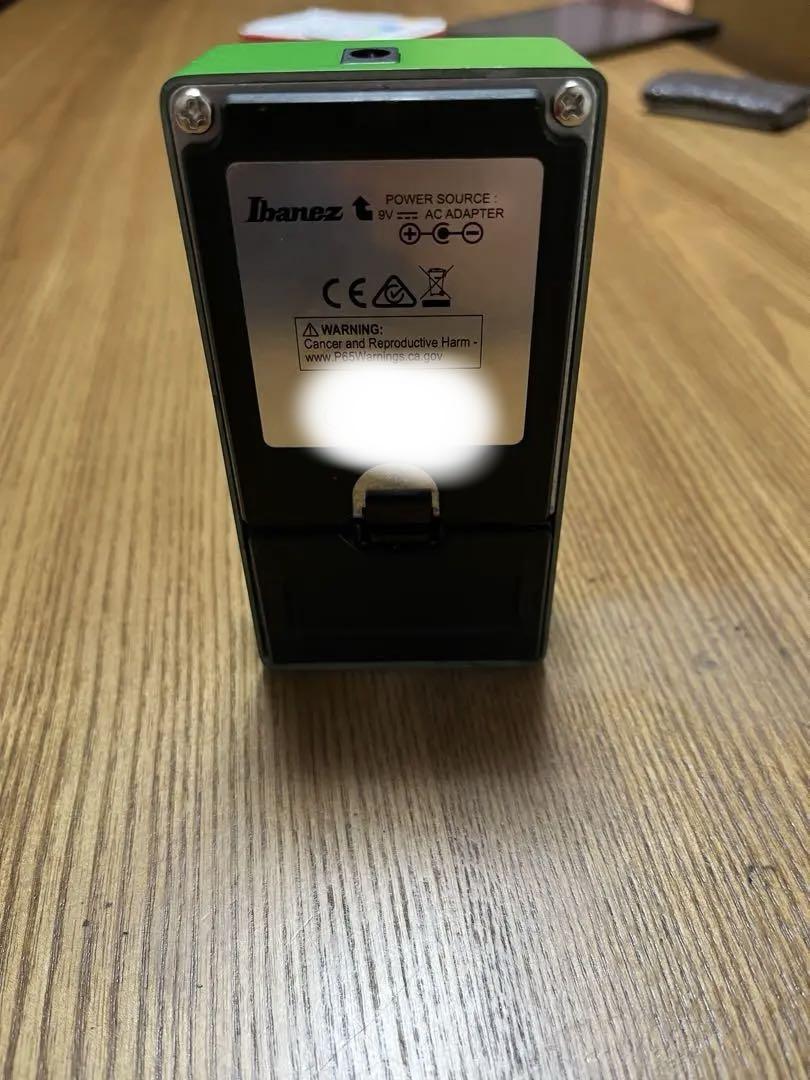 Ibanez POWER SOURCE :
9V ⎓ AC ADAPTER
CE
⚠ WARNING:
Cancer and Reproductive Harm -
www.P65Warnings.ca.gov